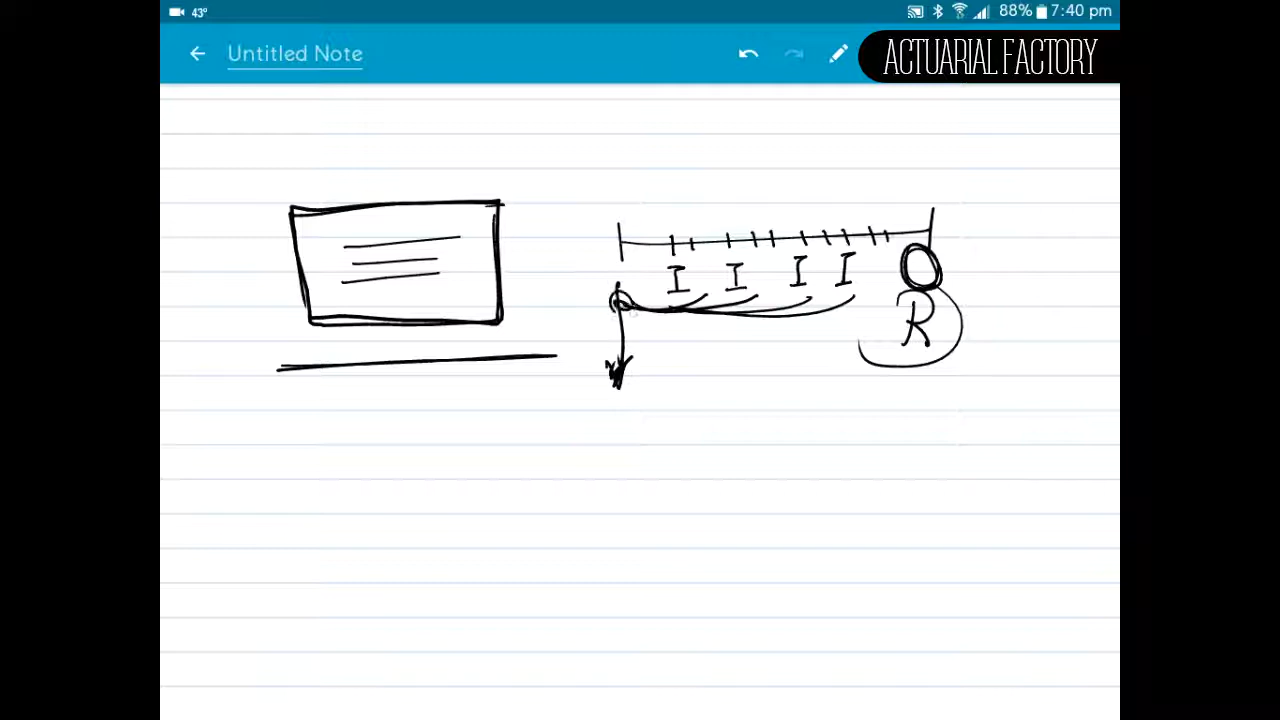 43°
88% 7:40 pm
Untitled Note
ACTUARIAL FACTORY
I I I I
R